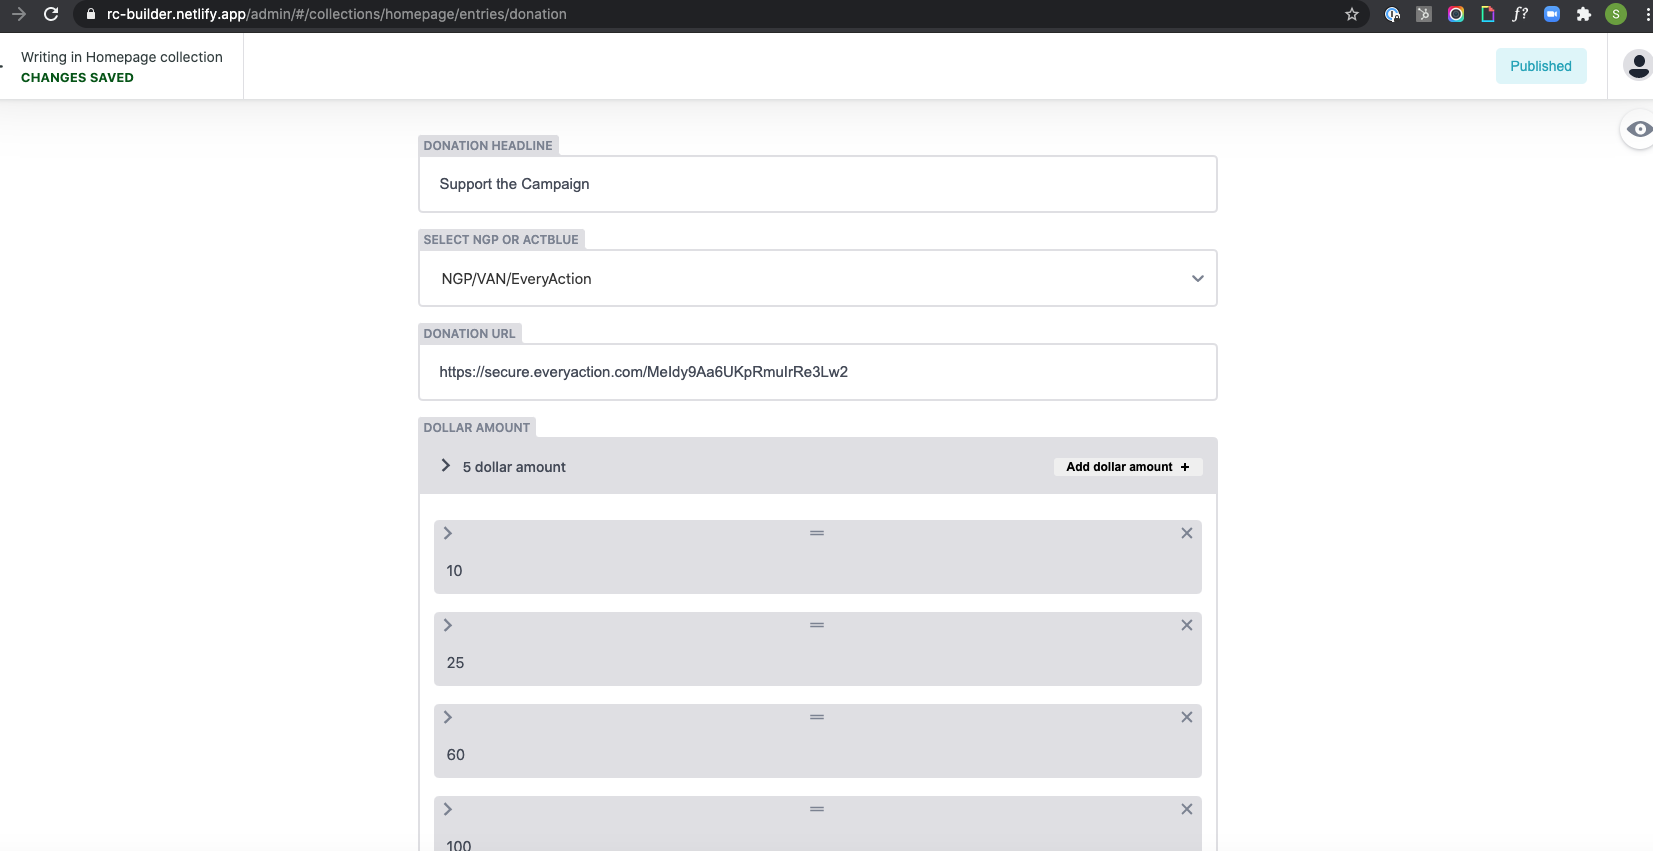 rc-builder.netlify.app/admin/#/collections/homepage/entries/donation
f?
S
Writing in Homepage collection
CHANGES SAVED
Published
DONATION HEADLINE
Support the Campaign
SELECT NGP OR ACTBLUE
NGP/VAN/EveryAction
DONATION URL
https://secure.everyaction.com/MeIdy9Aa6UKpRmuIrRe3Lw2
DOLLAR AMOUNT
5 dollar amount
Add dollar amount +
10
25
60
100